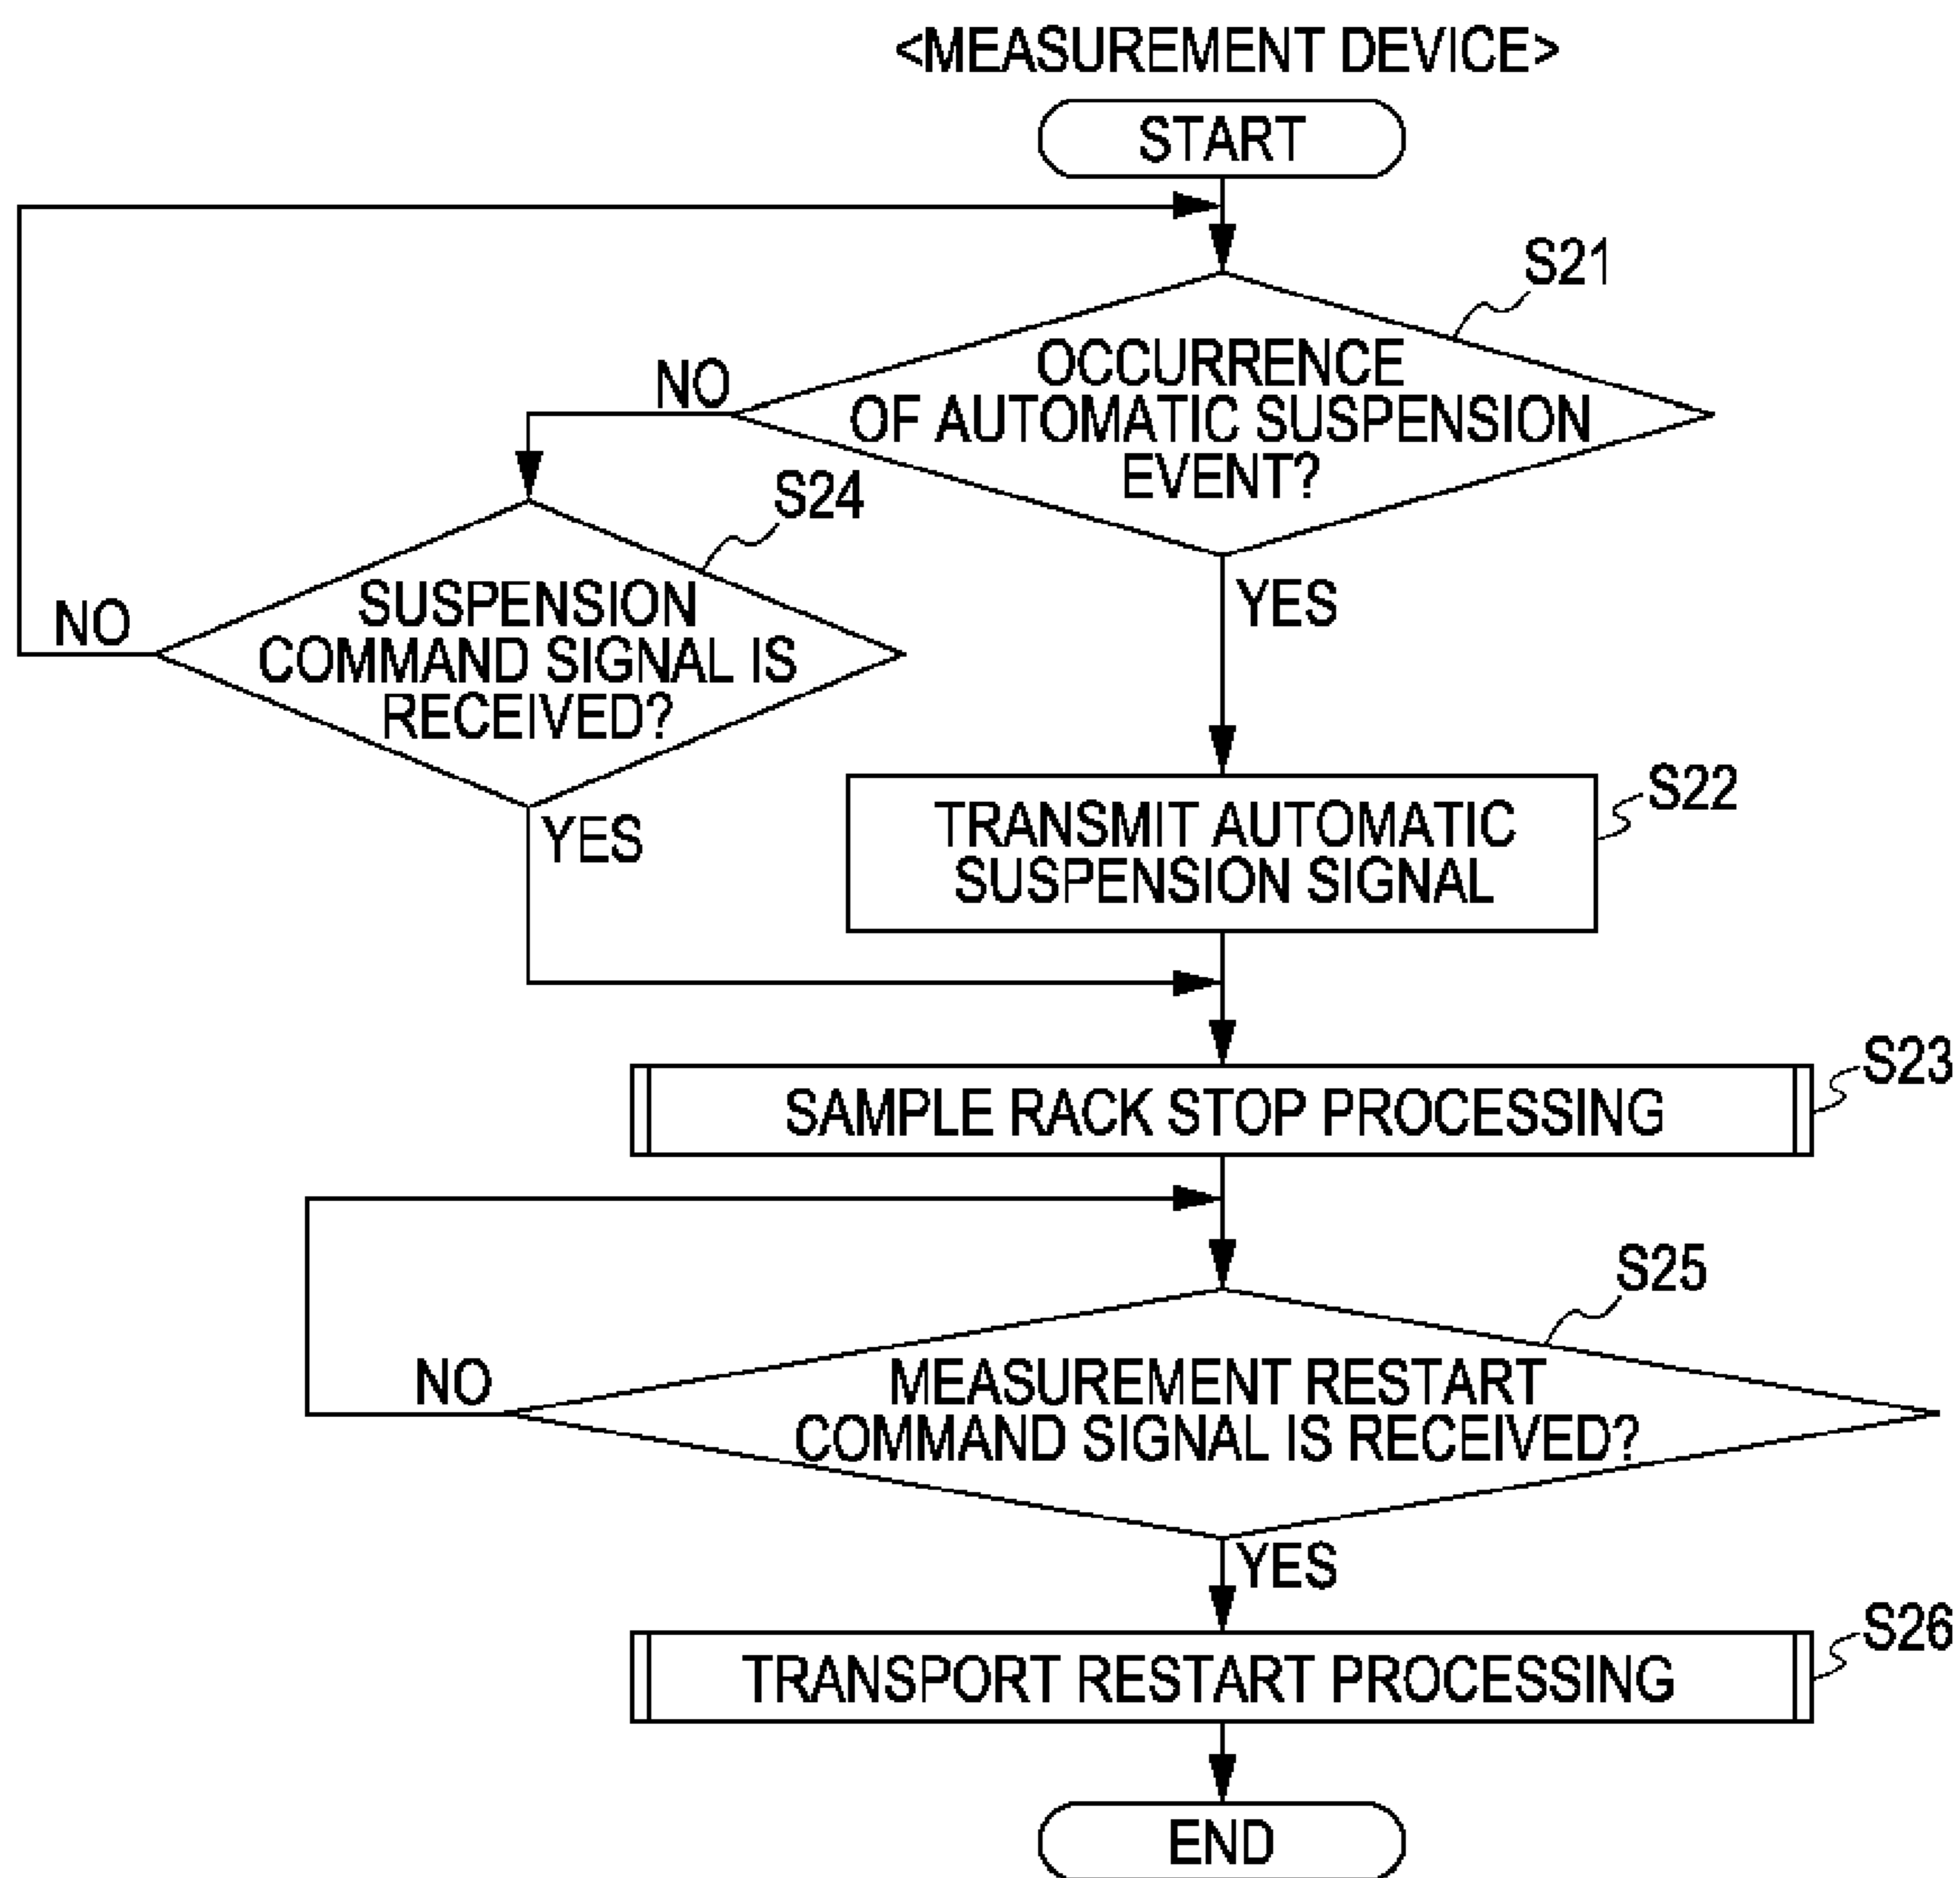 <MEASUREMENT DEVICE>
START
S21
OCCURRENCE
OF AUTOMATIC SUSPENSION
EVENT?
NO
YES
S24
SUSPENSION
COMMAND SIGNAL IS
RECEIVED?
NO
YES
S22
TRANSMIT AUTOMATIC
SUSPENSION SIGNAL
S23
SAMPLE RACK STOP PROCESSING
S25
MEASUREMENT RESTART
COMMAND SIGNAL IS RECEIVED?
NO
YES
S26
TRANSPORT RESTART PROCESSING
END